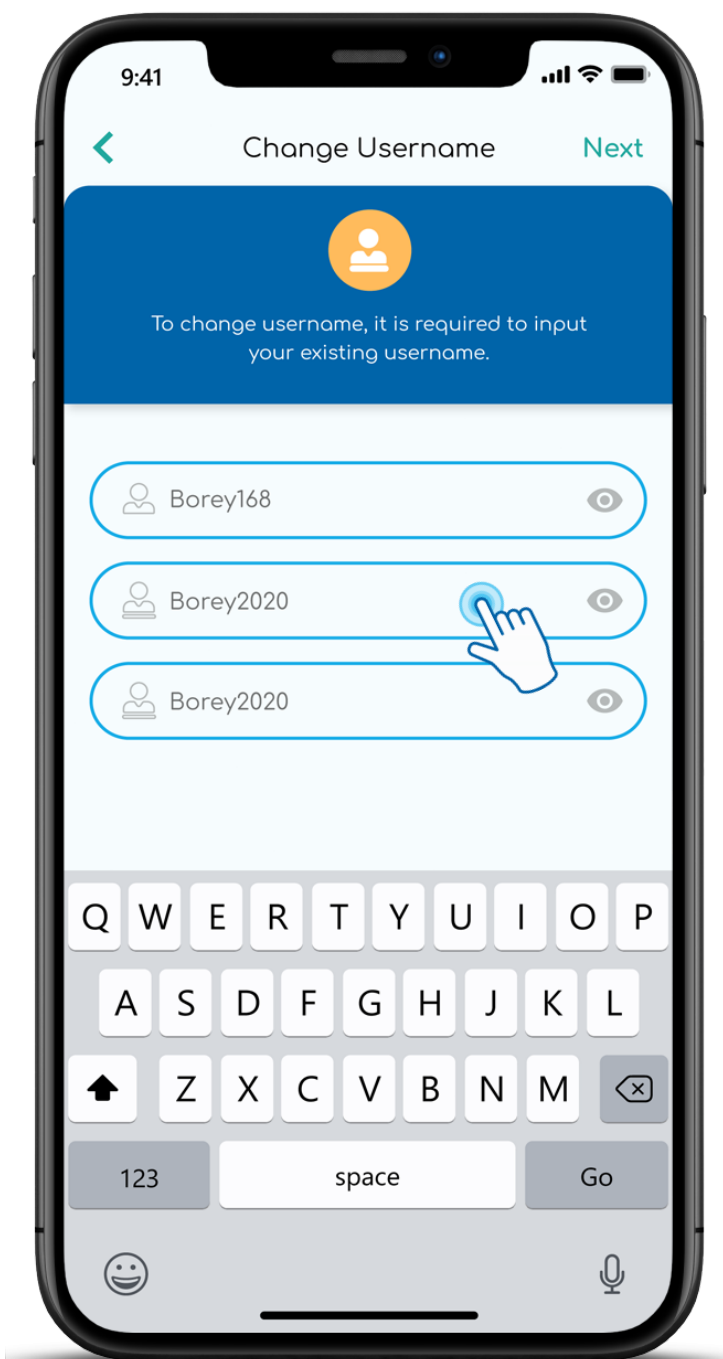 9:41
Change Username Next
To change username, it is required to input
your existing username.
Borey168
Borey2020
Borey2020
Q W E R T Y U I O P
A S D F G H J K L
Z X C V B N M
123 space Go